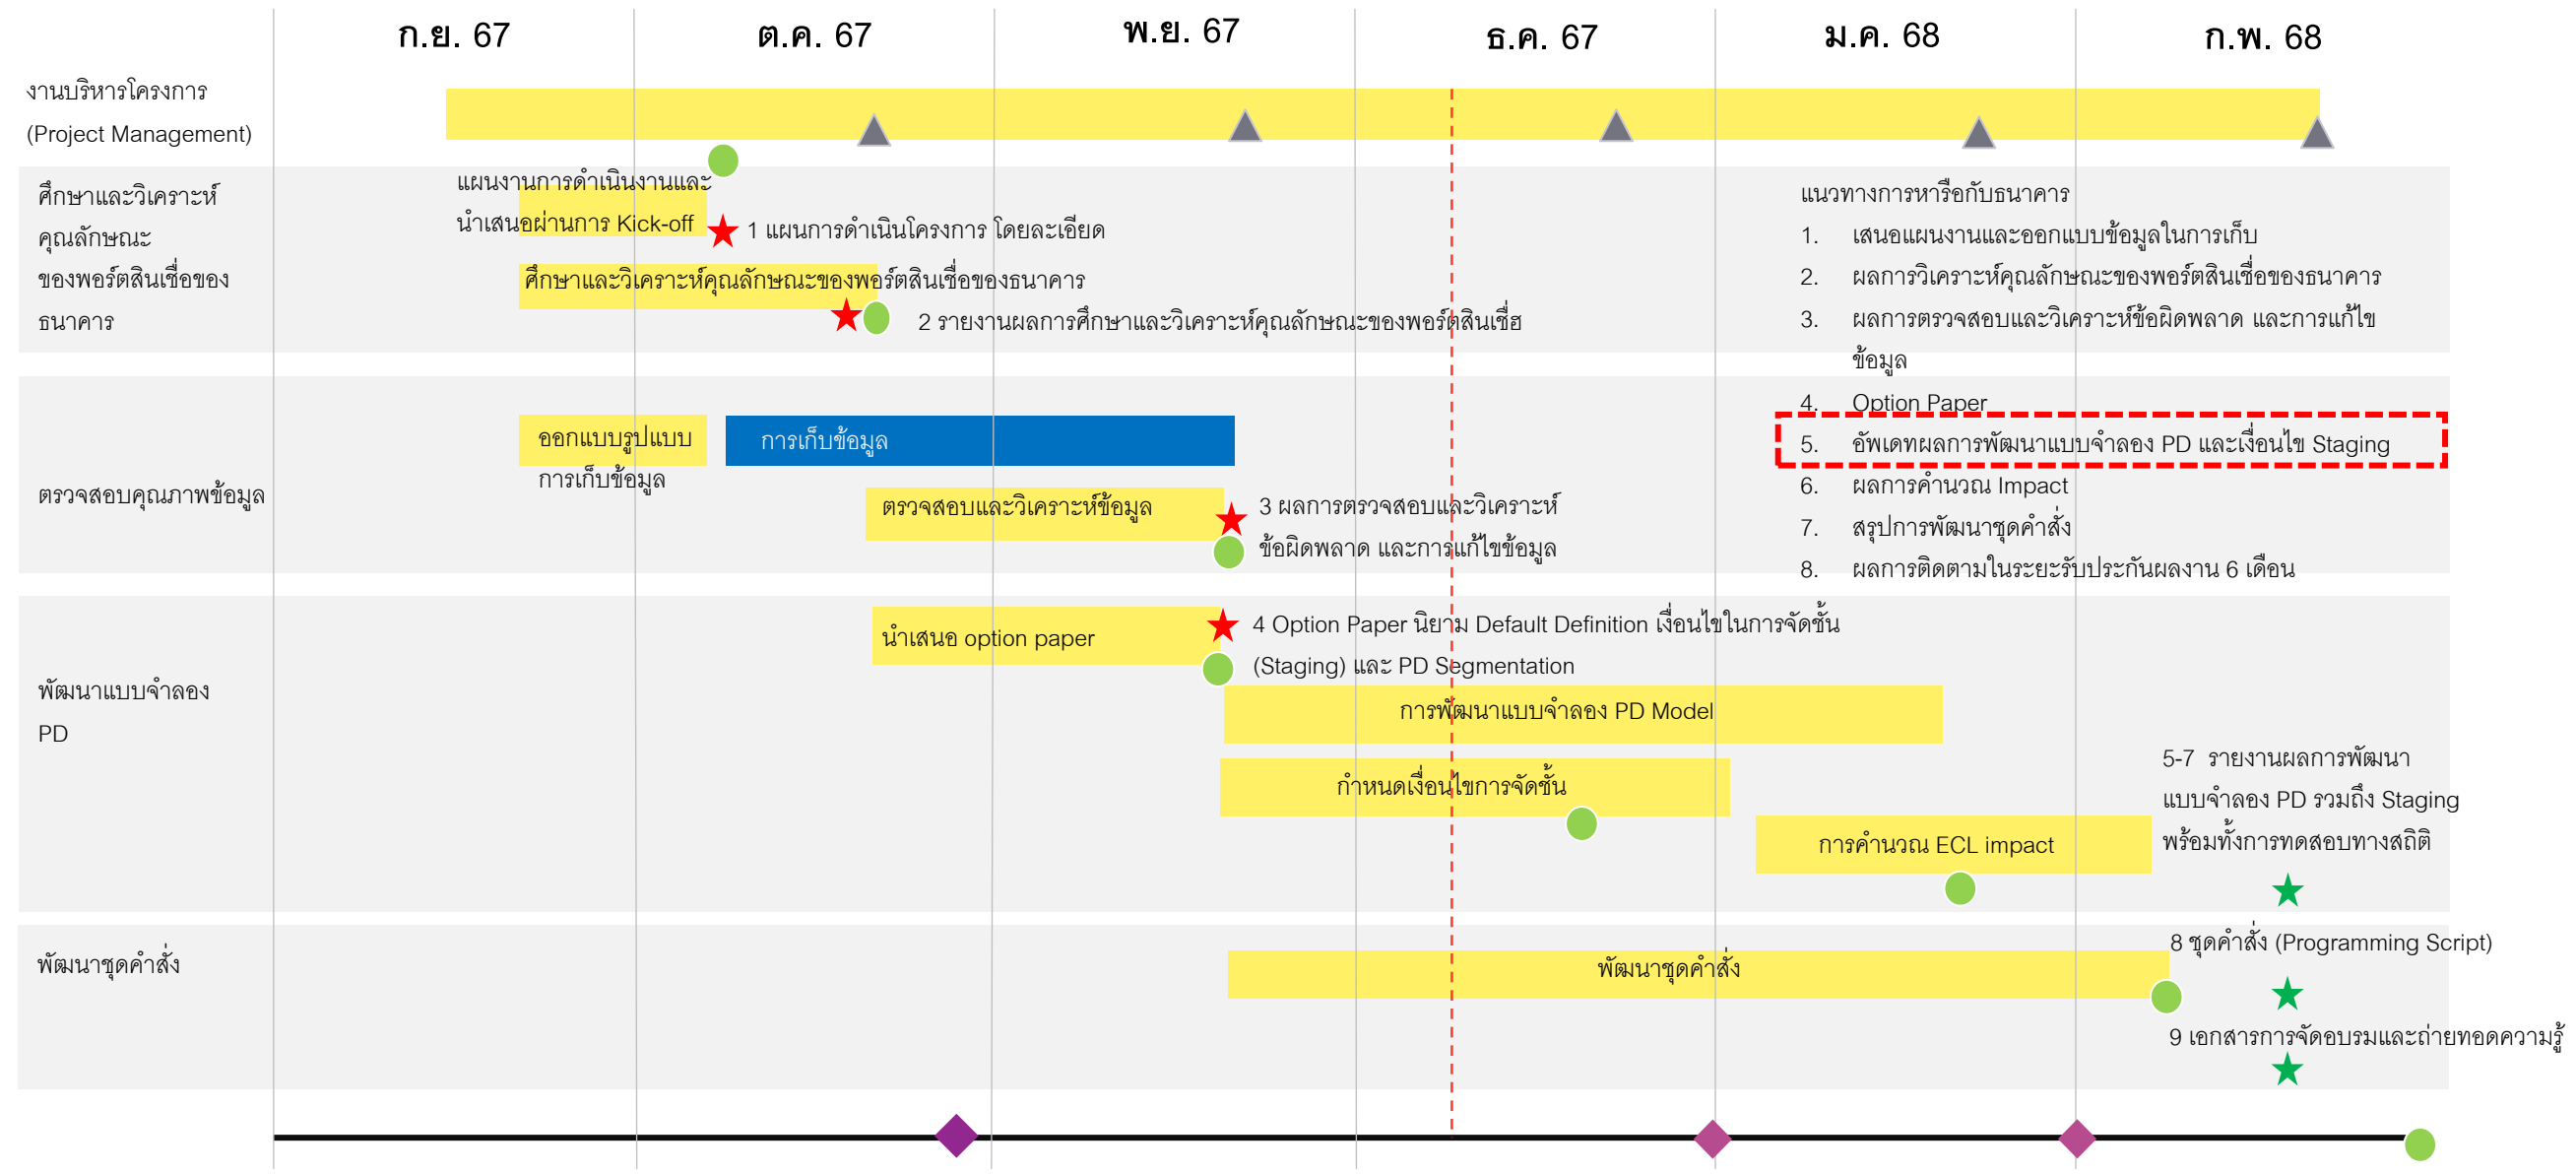 ก.ย. 67
ต.ค. 67
พ.ย. 67
ธ.ค. 67
ม.ค. 68
ก.พ. 68
งานบริหารโครงการ
(Project Management)
ศึกษาและวิเคราะห์
คุณลักษณะ
ของพอร์ตสินเชื่อของ
ธนาคาร
แผนงานการดำเนินงานและ
นำเสนอผ่านการ Kick-off
1 แผนการดำเนินโครงการ โดยละเอียด
ศึกษาและวิเคราะห์คุณลักษณะของพอร์ตสินเชื่อของธนาคาร
2 รายงานผลการศึกษาและวิเคราะห์คุณลักษณะของพอร์ตสินเชื่ฮ
แนวทางการหารือกับธนาคาร
1. เสนอแผนงานและออกแบบข้อมูลในการเก็บ
2. ผลการวิเคราะห์คุณลักษณะของพอร์ตสินเชื่อของธนาคาร
3. ผลการตรวจสอบและวิเคราะห์ข้อผิดพลาด และการแก้ไข
ข้อมูล
4. Option Paper
5. อัพเดทผลการพัฒนาแบบจำลอง PD และเงื่อนไข Staging
6. ผลการคำนวณ Impact
7. สรุปการพัฒนาชุดคำสั่ง
8. ผลการติดตามในระยะรับประกันผลงาน 6 เดือน
ตรวจสอบคุณภาพข้อมูล
ออกแบบรูปแบบ
การเก็บข้อมูล
การเก็บข้อมูล
ตรวจสอบและวิเคราะห์ข้อมูล
3 ผลการตรวจสอบและวิเคราะห์
ข้อผิดพลาด และการแก้ไขข้อมูล
พัฒนาแบบจำลอง
PD
นำเสนอ option paper
4 Option Paper นิยาม Default Definition เงื่อนไขในการจัดชั้น
(Staging) และ PD Segmentation
การพัฒนาแบบจำลอง PD Model
กำหนดเงื่อนไขการจัดชั้น
การคำนวณ ECL impact
5-7 รายงานผลการพัฒนา
แบบจำลอง PD รวมถึง Staging
พร้อมทั้งการทดสอบทางสถิติ
พัฒนาชุดคำสั่ง
พัฒนาชุดคำสั่ง
8 ชุดคำสั่ง (Programming Script)
9 เอกสารการจัดอบรมและถ่ายทอดความรู้